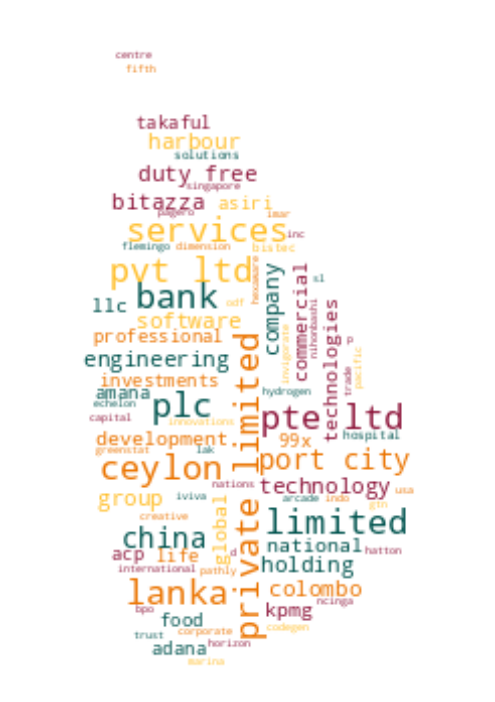 centre
fifth
takaful
harbour
solutions
duty free
singapore
bitazza
asiri
pagero
imar
services
inc
flemingo
dimension
bistec
pvt ltd
hexaware
company
commercial
sl
llc
bank
odf
nihonbashi
technologies
software
professional
invigorate
p
pacific
engineering
trade
investments
amana
hydrogen
echelon
plc
capital
innovations
private limited
pte ltd
development
99x
hospital
greenstat
lak
ceylon
port city
nations
technology
usa
group
iviva
arcade
indo
gtn
global
creative
limited
china
national
hatton
acp
life
d
holding
international
pathly
lanka
colombo
ncinga
bpo
kpmg
food
codegen
trust
corporate
horizon
adana
marina